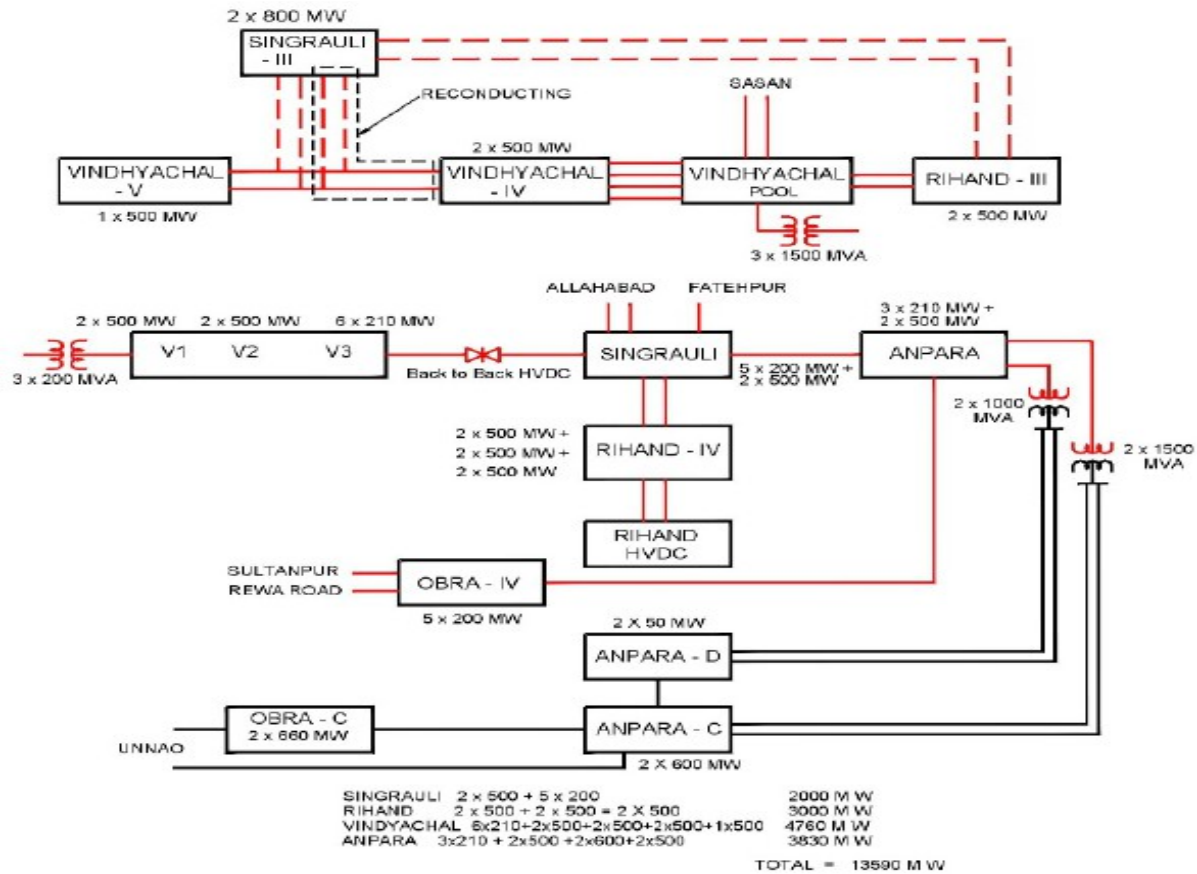 2 x 800 MW
SINGRAULI
- III
RECONDUCTING
SASAN
2 x 500 MW
VINDHYACHAL
- V
VINDHYACHAL
-IV
VINDHYACHAL
POOL
RIHAND - III
1 x 500 MW
2 x 500 MW
3 x 1500 MVA
ALLAHABAD FATEHPUR
3 x 210 MW +
2 x 500 MW
2 x 500 MW 2 x 500 MW 6 x 210 MW
V1 V2 V3
SINGRAULI
ANPARA
3 x 200 MVA
Back to Back HVDC
5 x 200 MW +
2 x 500 MW
2 x 1000
MVA
2 x 500 MW +
2 x 500 MW +
2 x 500 MW
RIHAND - IV
2 x 1500
MVA
RIHAND
HVDC
SULTANPUR
REWA ROAD
OBRA - IV
5 x 200 MW
2 X 50 MW
ANPARA - D
OBRA - C
2 x 660 MW
ANPARA - C
UNNAO
2 X 600 MW
SINGRAULI 2 x 500 + 5 x 200 2000 M W
RIHAND 2 x 500 + 2 x 500 = 2 X 500 3000 M W
VINDYACHAL 6x210+2x500+2x500+2x500+1x500 4760 M W
ANPARA 3x210 + 2x500 +2x600+2x500 3830 M W
TOTAL = 13590 M W